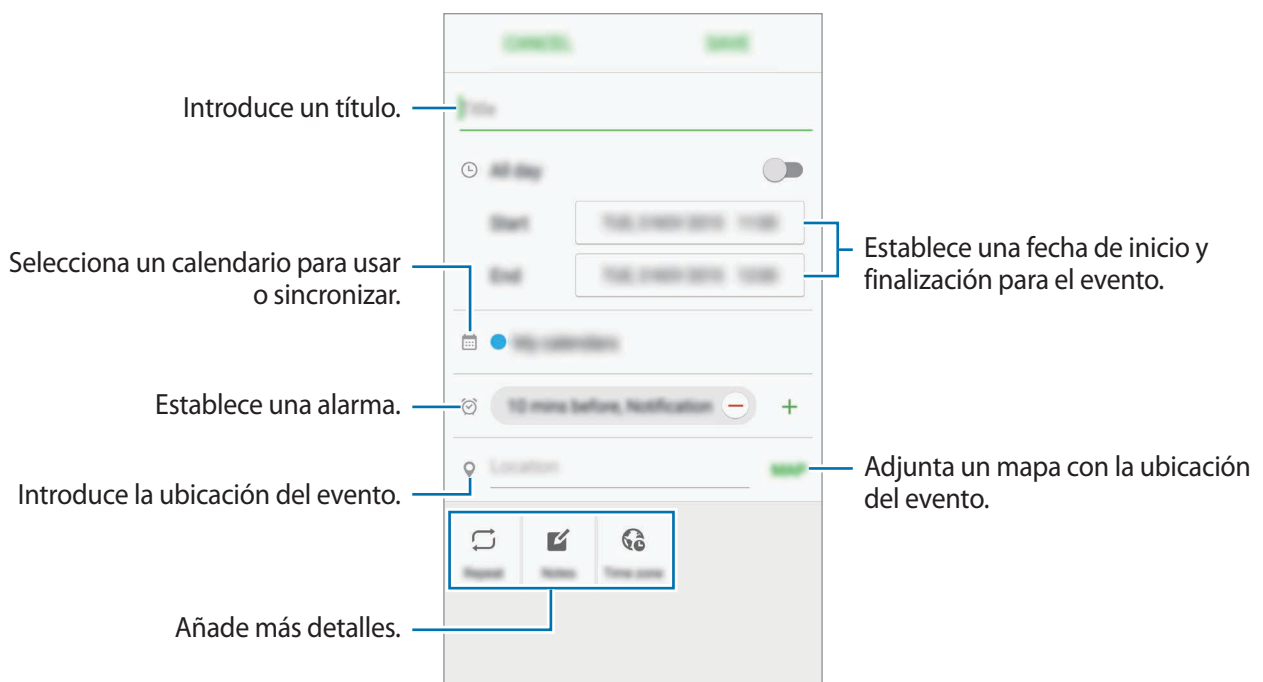 CANCEL
SAVE
Introduce un título.
Title
All day
Start
Establece una fecha de inicio y
finalización para el evento.
Selecciona un calendario para usar
o sincronizar.
End
My calendars
Establece una alarma.
10 mins before, Notification
Location
MAP
Adjunta un mapa con la ubicación
del evento.
Introduce la ubicación del evento.
Repeat
Notes
Time zone
Añade más detalles.